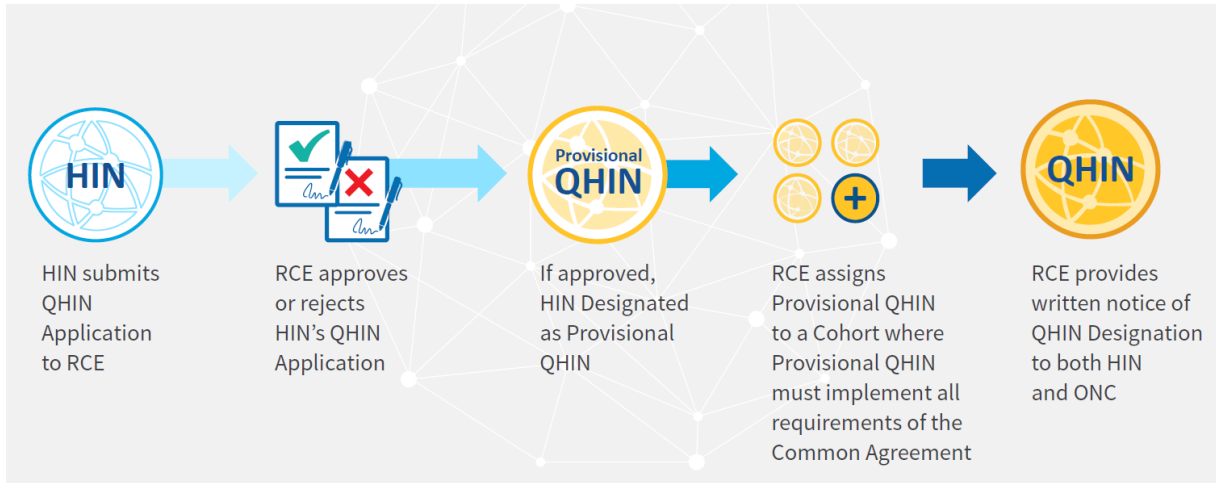 HIN
HIN submits
QHIN
Application
to RCE
RCE approves
or rejects
HIN’s QHIN
Application
Provisional
QHIN
If approved,
HIN Designated
as Provisional
QHIN
RCE assigns
Provisional QHIN
to a Cohort where
Provisional QHIN
must implement all
requirements of the
Common Agreement
QHIN
RCE provides
written notice of
QHIN Designation
to both HIN
and ONC